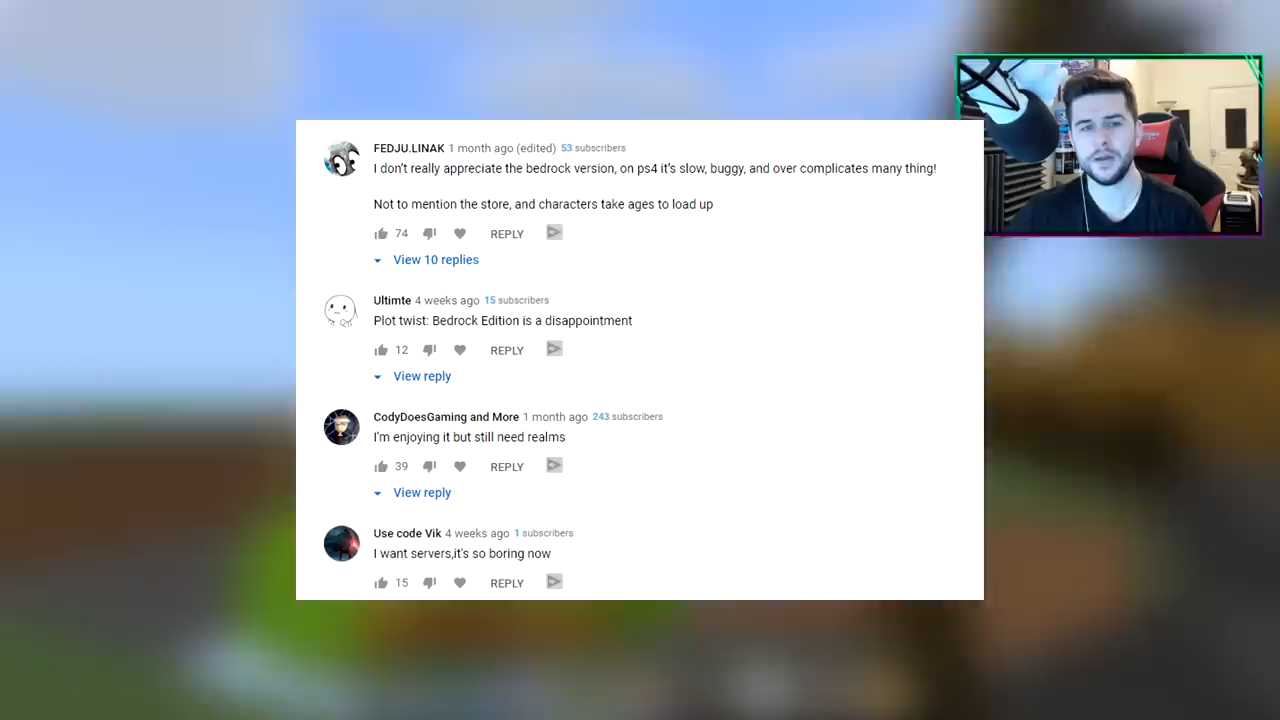 FEDJU.LINAK 1 month ago (edited) 53 subscribers
I don't really appreciate the bedrock version, on ps4 it's slow, buggy, and over complicates many thing!
Not to mention the store, and characters take ages to load up
74 REPLY
View 10 replies
Ultimte 4 weeks ago 15 subscribers
Plot twist: Bedrock Edition is a disappointment
12 REPLY
View reply
CodyDoesGaming and More 1 month ago 243 subscribers
I'm enjoying it but still need realms
39 REPLY
View reply
Use code Vik 4 weeks ago 1 subscribers
I want servers,it's so boring now
15 REPLY